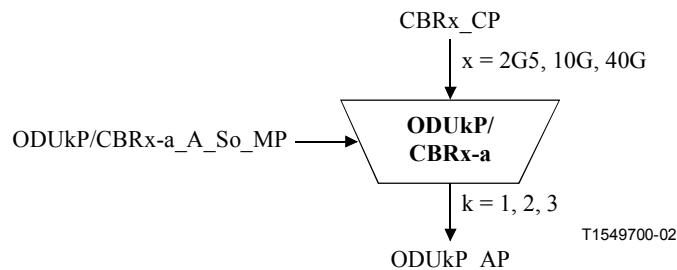 CBRx_CP
x = 2G5, 10G, 40G
ODUkP/CBRx-a_A_So_MP
ODUkP/
CBRx-a
k = 1, 2, 3
T1549700-02
ODUkP_AP